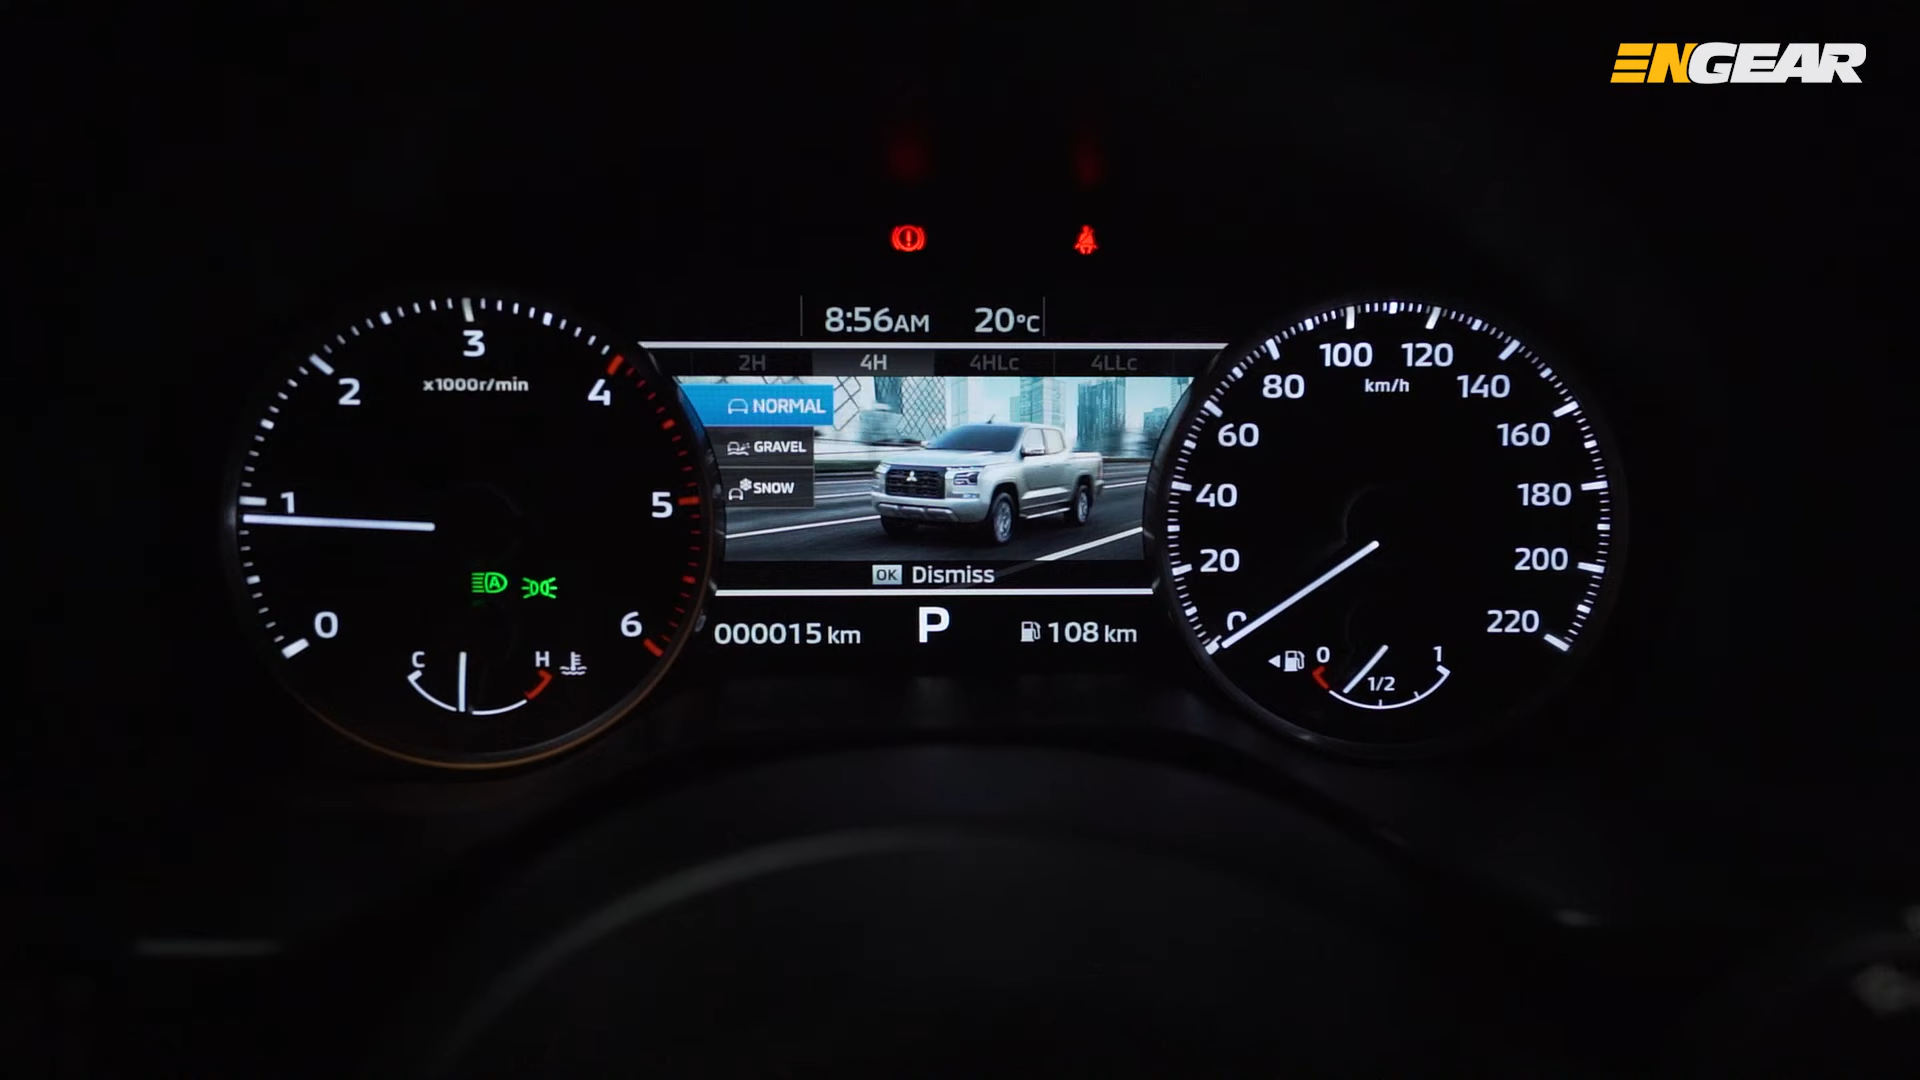 ENGEAR
8:56AM 20°C
2H 4H 4HLc 4LLc
NORMAL
GRAVEL
SNOW
OK Dismiss
000015 km P 108 km
0 1 2 3 4 5 6
x1000r/min
A
C H
0 20 40 60 80 100 120 140 160 180 200 220
km/h
0 1/2 1